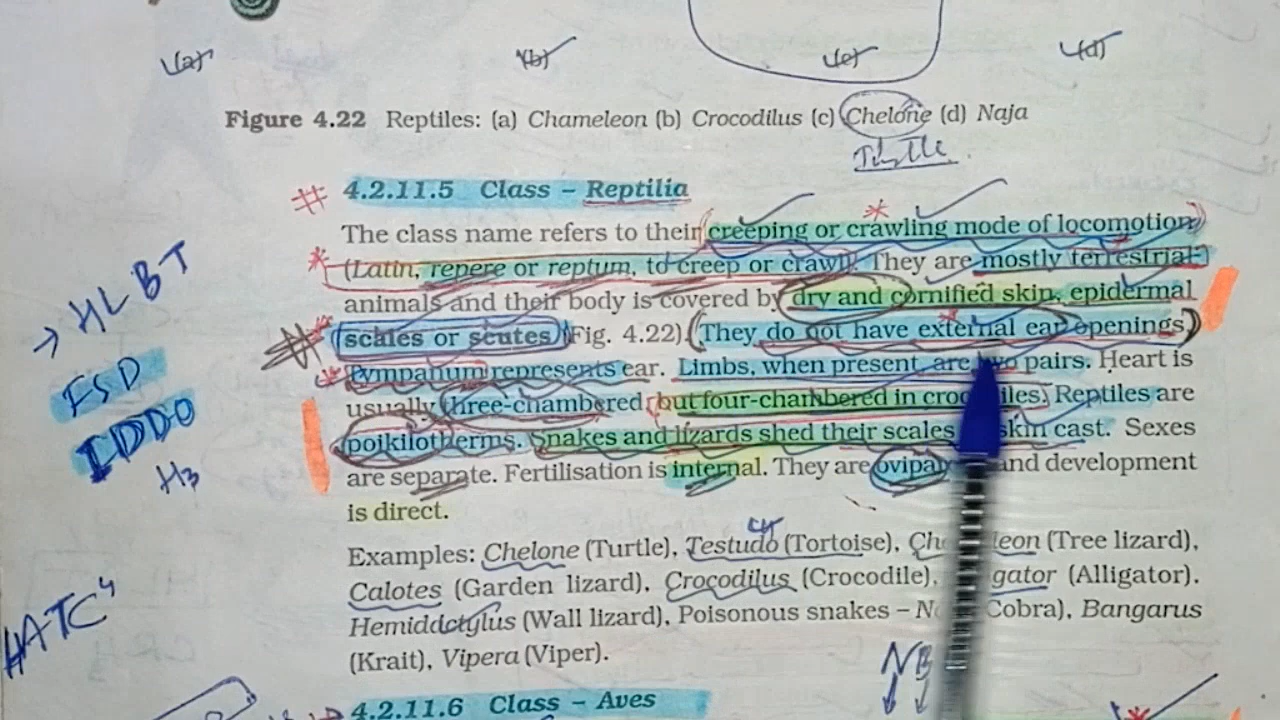 (a) (b) (c) (d)
Figure 4.22 Reptiles: (a) Chameleon (b) Crocodilus (c) Chelone (d) Naja
Turtle
# 4.2.11.5 Class – Reptilia
The class name refers to their creeping or crawling mode of locomotion
(Latin, repere or reptum, to creep or crawl). They are mostly terrestrial
animals and their body is covered by dry and cornified skin, epidermal
scales or scutes (Fig. 4.22). They do not have external ear openings.
Tympanum represents ear. Limbs, when present, are two pairs. Heart is
usually three-chambered, but four-chambered in crocodiles. Reptiles are
poikilotherms. Snakes and lizards shed their scales skin cast. Sexes
are separate. Fertilisation is internal. They are and development
is direct.
Examples: Chelone (Turtle), Testudo (Tortoise), (Tree lizard),
Calotes (Garden lizard), Crocodilus (Crocodile), (Alligator).
Hemidactylus (Wall lizard), Poisonous snakes – (Cobra), Bangarus
(Krait), Vipera (Viper).
4.2.11.6 Class – Aves
→ HLBT
FSD
IDDO
H3
HATC4
NB